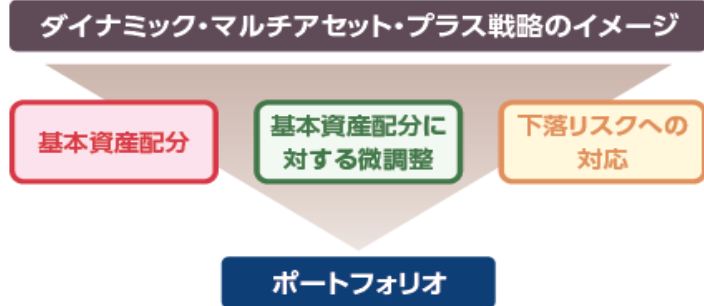 ダイナミック・マルチアセット・プラス戦略のイメージ
基本資産配分
基本資産配分に
対する微調整
下落リスクへの
対応
ポートフォリオ